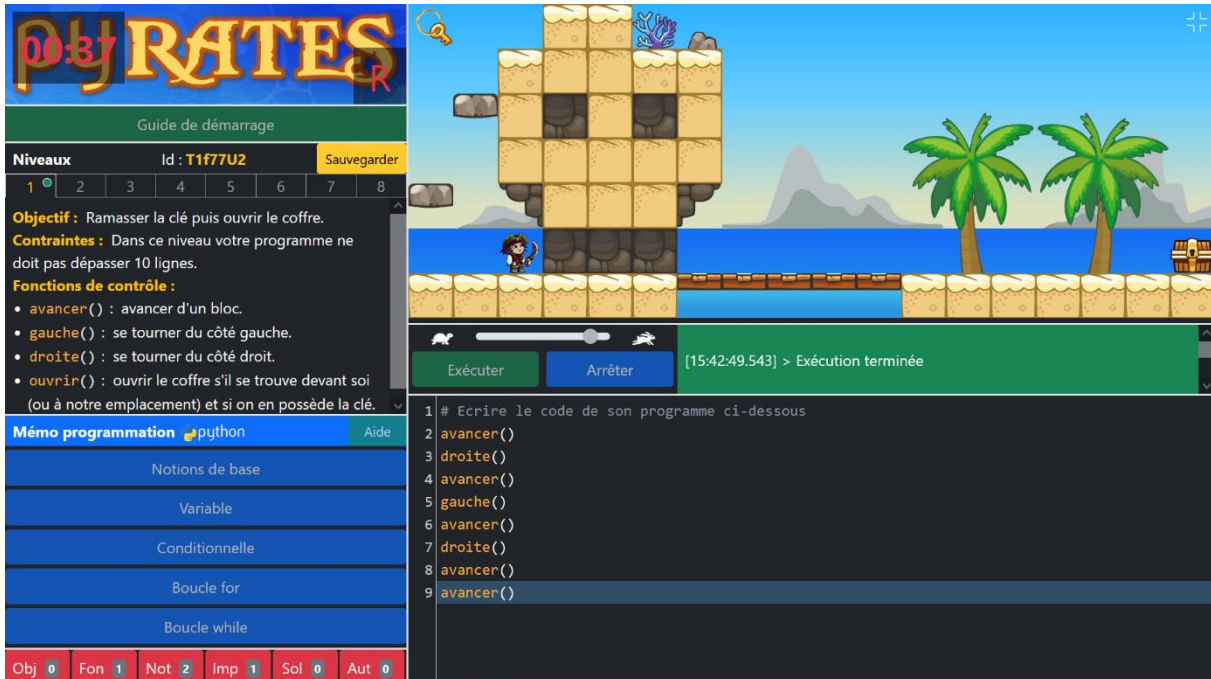 pyRATES
00:37
R
Guide de démarrage
Niveaux Id : T1f77U2 Sauvegarder
1 2 3 4 5 6 7 8
Objectif : Ramasser la clé puis ouvrir le coffre.
Contraintes : Dans ce niveau votre programme ne
doit pas dépasser 10 lignes.
Fonctions de contrôle :
• avancer() : avancer d'un bloc.
• gauche() : se tourner du côté gauche.
• droite() : se tourner du côté droit.
• ouvrir() : ouvrir le coffre s'il se trouve devant soi
(ou à notre emplacement) et si on en possède la clé.
Mémo programmation python Aide
Notions de base
Variable
Conditionnelle
Boucle for
Boucle while
Obj 0 Fon 1 Not 2 Imp 1 Sol 0 Aut 0
Exécuter Arrêter
[15:42:49.543] > Exécution terminée
1 # Ecrire le code de son programme ci-dessous
2 avancer()
3 droite()
4 avancer()
5 gauche()
6 avancer()
7 droite()
8 avancer()
9 avancer()